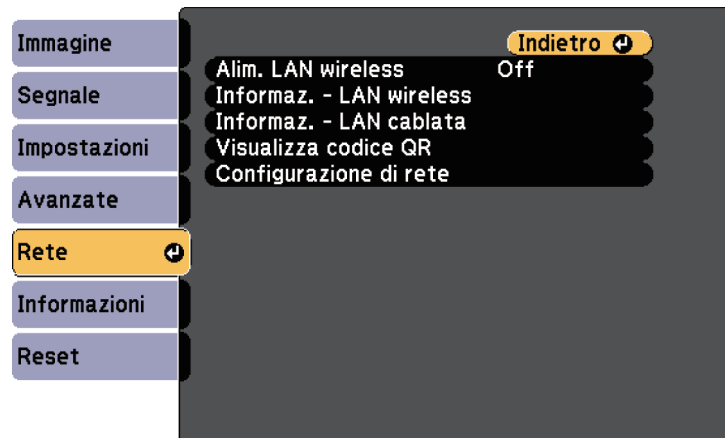 Immagine
Segnale
Impostazioni
Avanzate
Rete
Informazioni
Reset
Indietro
Alim. LAN wireless Off
Informaz. - LAN wireless
Informaz. - LAN cablata
Visualizza codice QR
Configurazione di rete